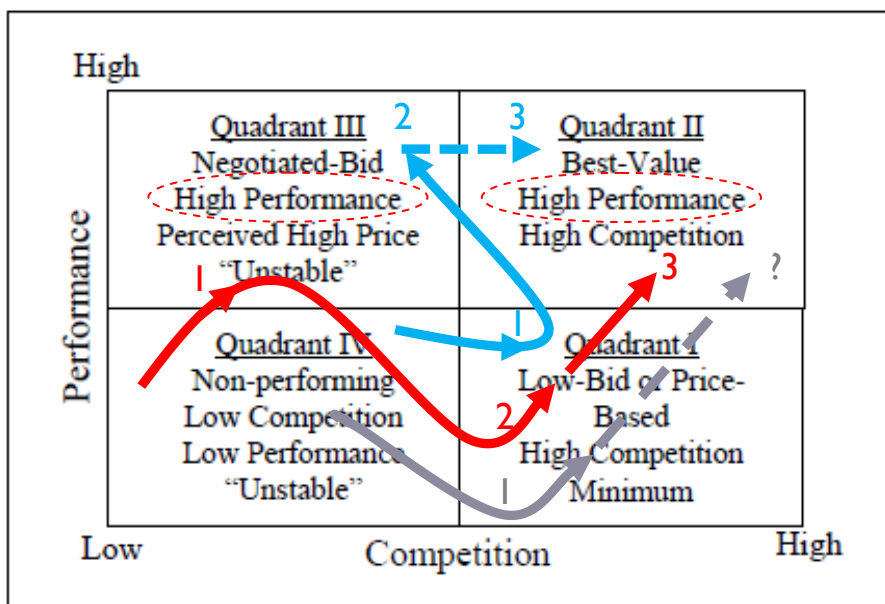 High
Quadrant III
Negotiated-Bid
High Performance
Perceived High Price
“Unstable”
2
1
3
Quadrant II
Best-Value
High Performance
High Competition
3
?
Performance
Quadrant IV
Non-performing
Low Competition
Low Performance
“Unstable”
1
Quadrant I
Low-Bid or Price-
Based
High Competition
Minimum
2
1
Low
Competition
High